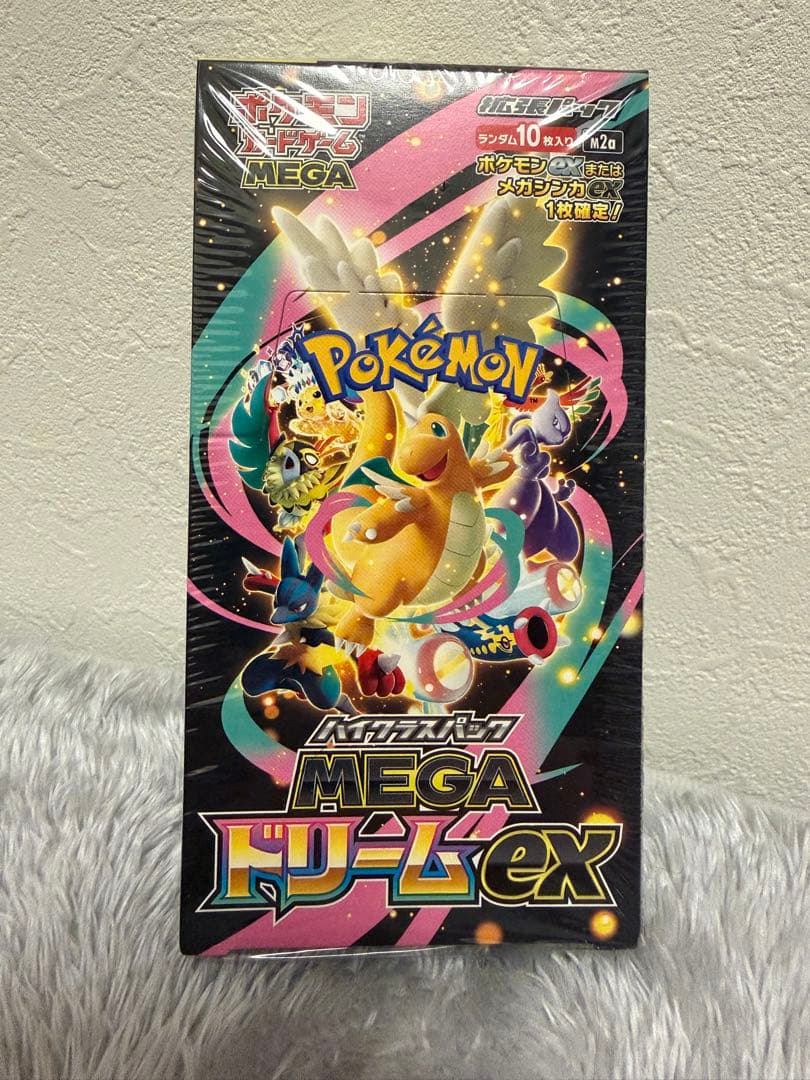 ポケモン
カードゲーム
MEGA
拡張パック
ランダム10枚入り
M2a
ポケモンexまたは
メガシンカex
1枚確定!
POKéMON
TM
ハイクラスパック
MEGA
ドリームex